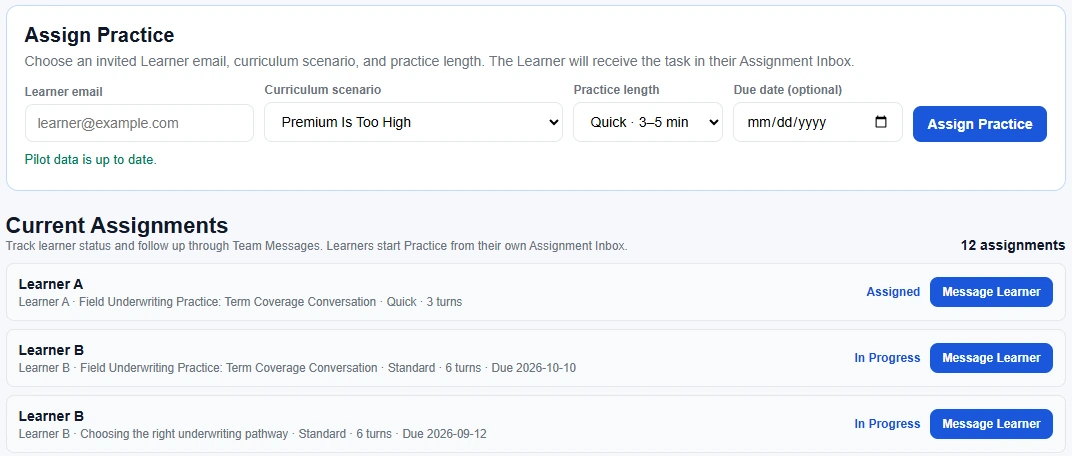 Assign Practice
Choose an invited Learner email, curriculum scenario, and practice length. The Learner will receive the task in their Assignment Inbox.
Learner email
Curriculum scenario
Practice length
Due date (optional)
learner@example.com
Premium Is Too High
Quick · 3–5 min
mm/dd/yyyy
Assign Practice
Pilot data is up to date.
Current Assignments
Track learner status and follow up through Team Messages. Learners start Practice from their own Assignment Inbox.
12 assignments
Learner A
Learner A · Field Underwriting Practice: Term Coverage Conversation · Quick · 3 turns
Assigned
Message Learner
Learner B
Learner B · Field Underwriting Practice: Term Coverage Conversation · Standard · 6 turns · Due 2026-10-10
In Progress
Message Learner
Learner B
Learner B · Choosing the right underwriting pathway · Standard · 6 turns · Due 2026-09-12
In Progress
Message Learner